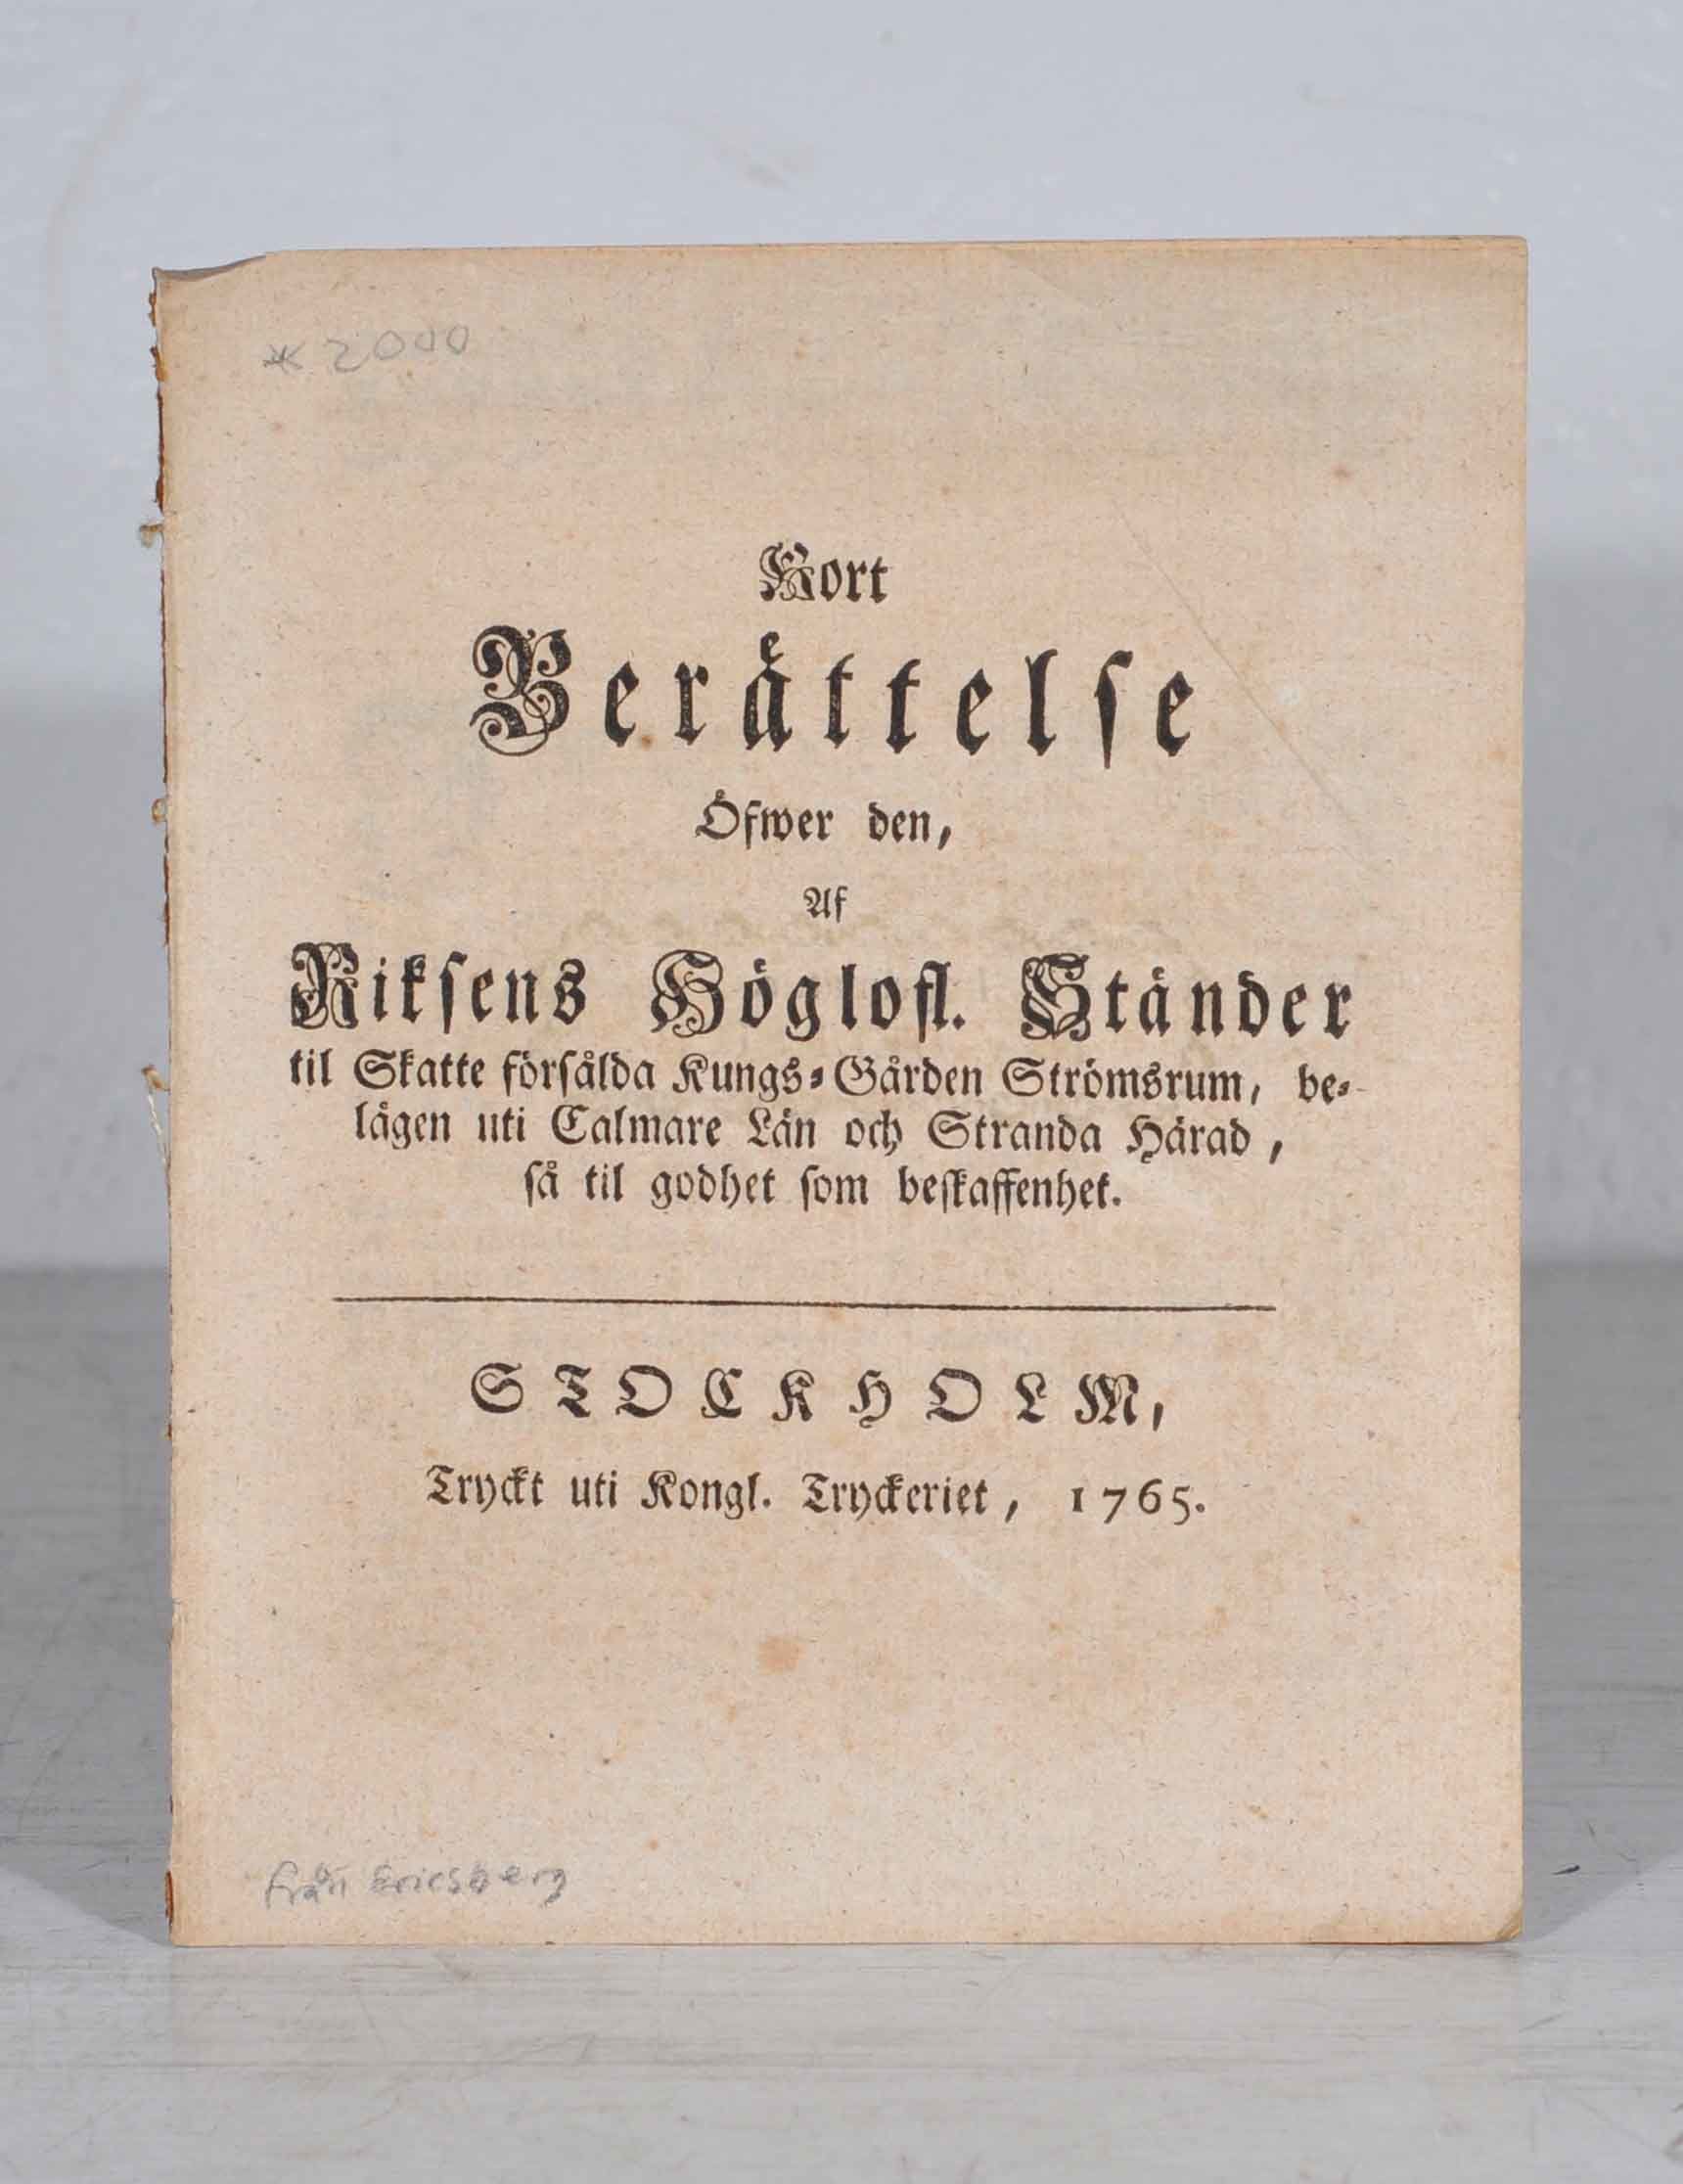 * 2000
Kort
Berättelse
Öfwer den,
Af
Riksens Höglofl. Ständer
til Skatte försålda Kungs-Gården Strömsrum, be-
lägen uti Calmare Län och Stranda Härad,
så til godhet som beskaffenhet.
STOCKHOLM,
Tryckt uti Kongl. Tryckeriet, 1765.
från Ericsberg